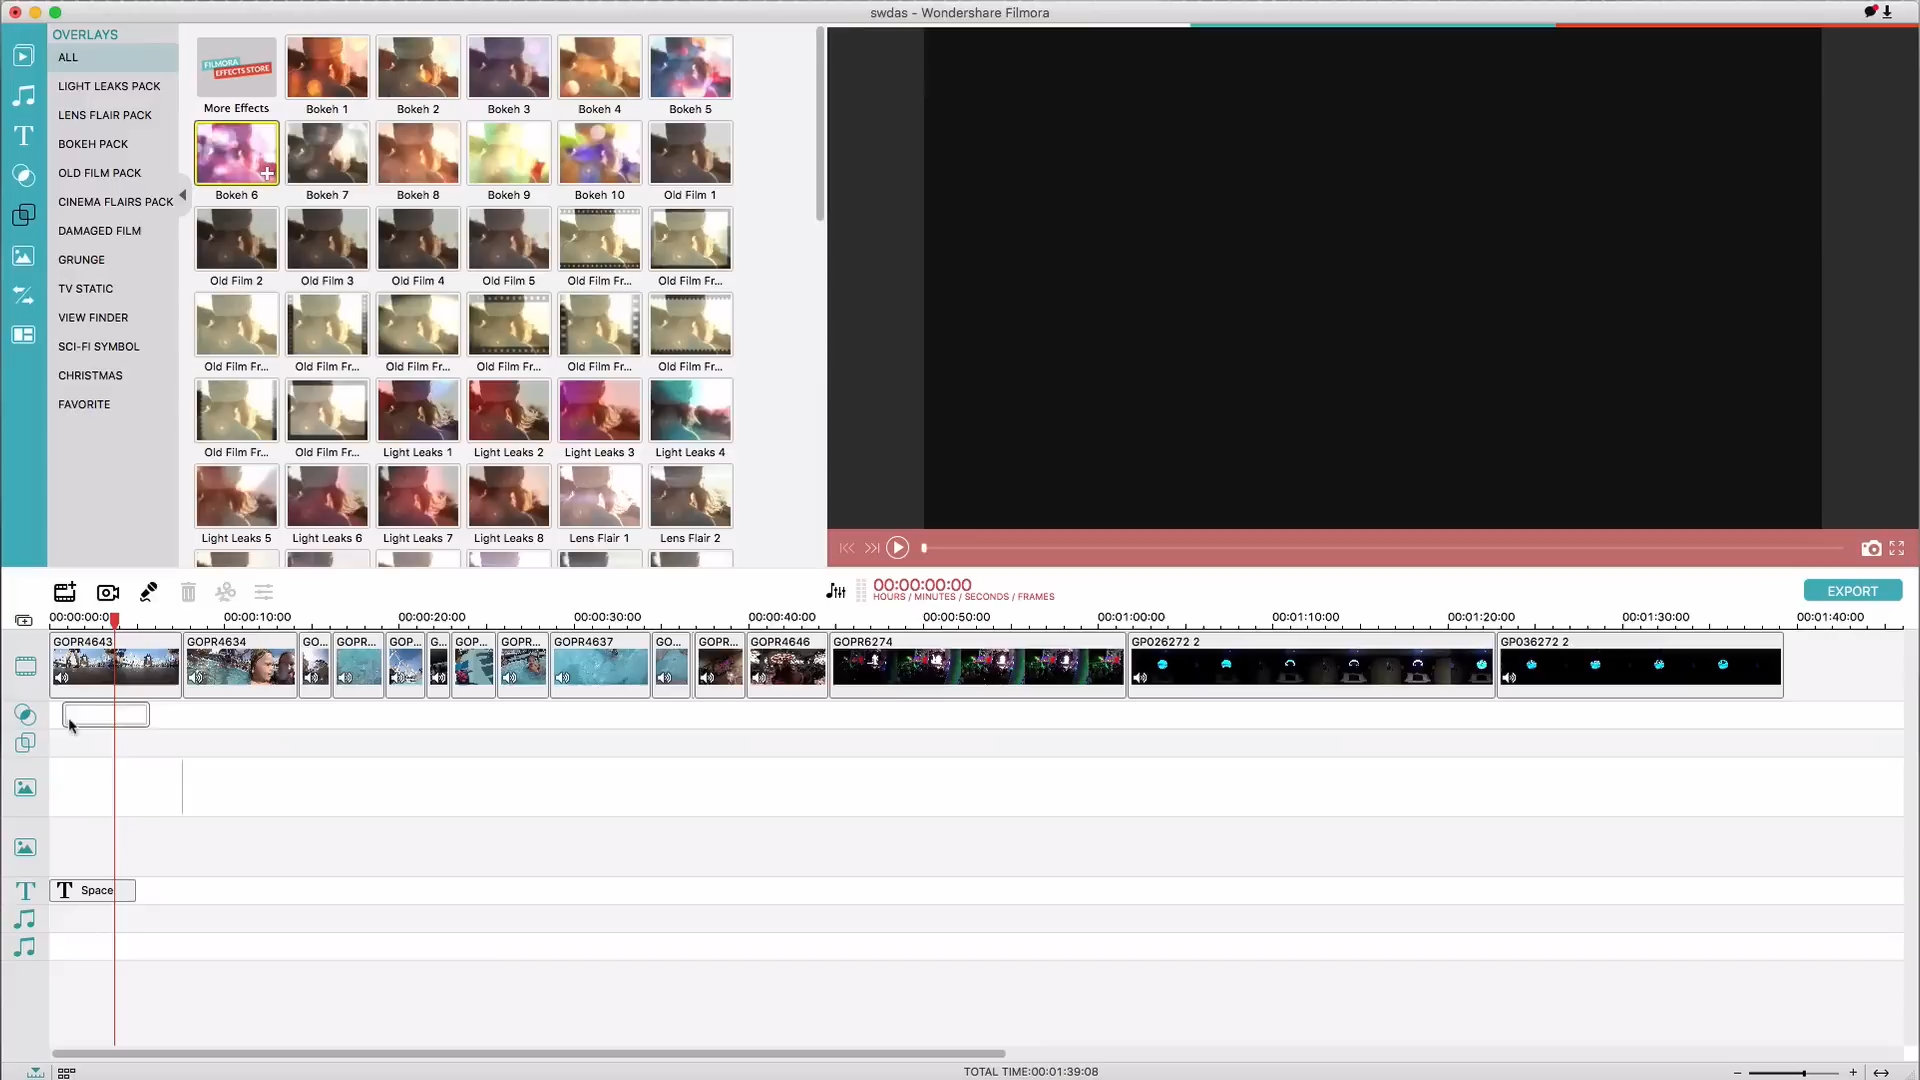 swdas - Wondershare Filmora
OVERLAYS
ALL
LIGHT LEAKS PACK
LENS FLAIR PACK
BOKEH PACK
OLD FILM PACK
CINEMA FLAIRS PACK
DAMAGED FILM
GRUNGE
TV STATIC
VIEW FINDER
SCI-FI SYMBOL
CHRISTMAS
FAVORITE
FILMORA
EFFECTS STORE
More Effects
Bokeh 1
Bokeh 2
Bokeh 3
Bokeh 4
Bokeh 5
Bokeh 6
Bokeh 7
Bokeh 8
Bokeh 9
Bokeh 10
Old Film 1
Old Film 2
Old Film 3
Old Film 4
Old Film 5
Old Film Fr...
Old Film Fr...
Old Film Fr...
Old Film Fr...
Old Film Fr...
Old Film Fr...
Old Film Fr...
Old Film Fr...
Old Film Fr...
Old Film Fr...
Light Leaks 1
Light Leaks 2
Light Leaks 3
Light Leaks 4
Light Leaks 5
Light Leaks 6
Light Leaks 7
Light Leaks 8
Lens Flair 1
Lens Flair 2
00:00:00:00
HOURS / MINUTES / SECONDS / FRAMES
EXPORT
00:00:00:0
00:00:10:00
00:00:20:00
00:00:30:00
00:00:40:00
00:00:50:00
00:01:00:00
00:01:10:00
00:01:20:00
00:01:30:00
00:01:40:00
GOPR4643
GOPR4634
GO...
GOPR...
GOP...
G...
GOP...
GOPR...
GOPR4637
GO...
GOPR...
GOPR4646
GOPR6274
GP026272 2
GP036272 2
T Space
TOTAL TIME:00:01:39:08